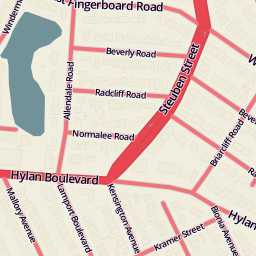 Fingerboard Road
Beverly Road
Allendale Road
Radcliff Road
Steuben Street
Normalee Road
Briarcliff Road
Hylan Boulevard
Mallory Avenue
Lamport Boulevard
Kensington Avenue
Kramer Street
Bionia Avenue
Hylan